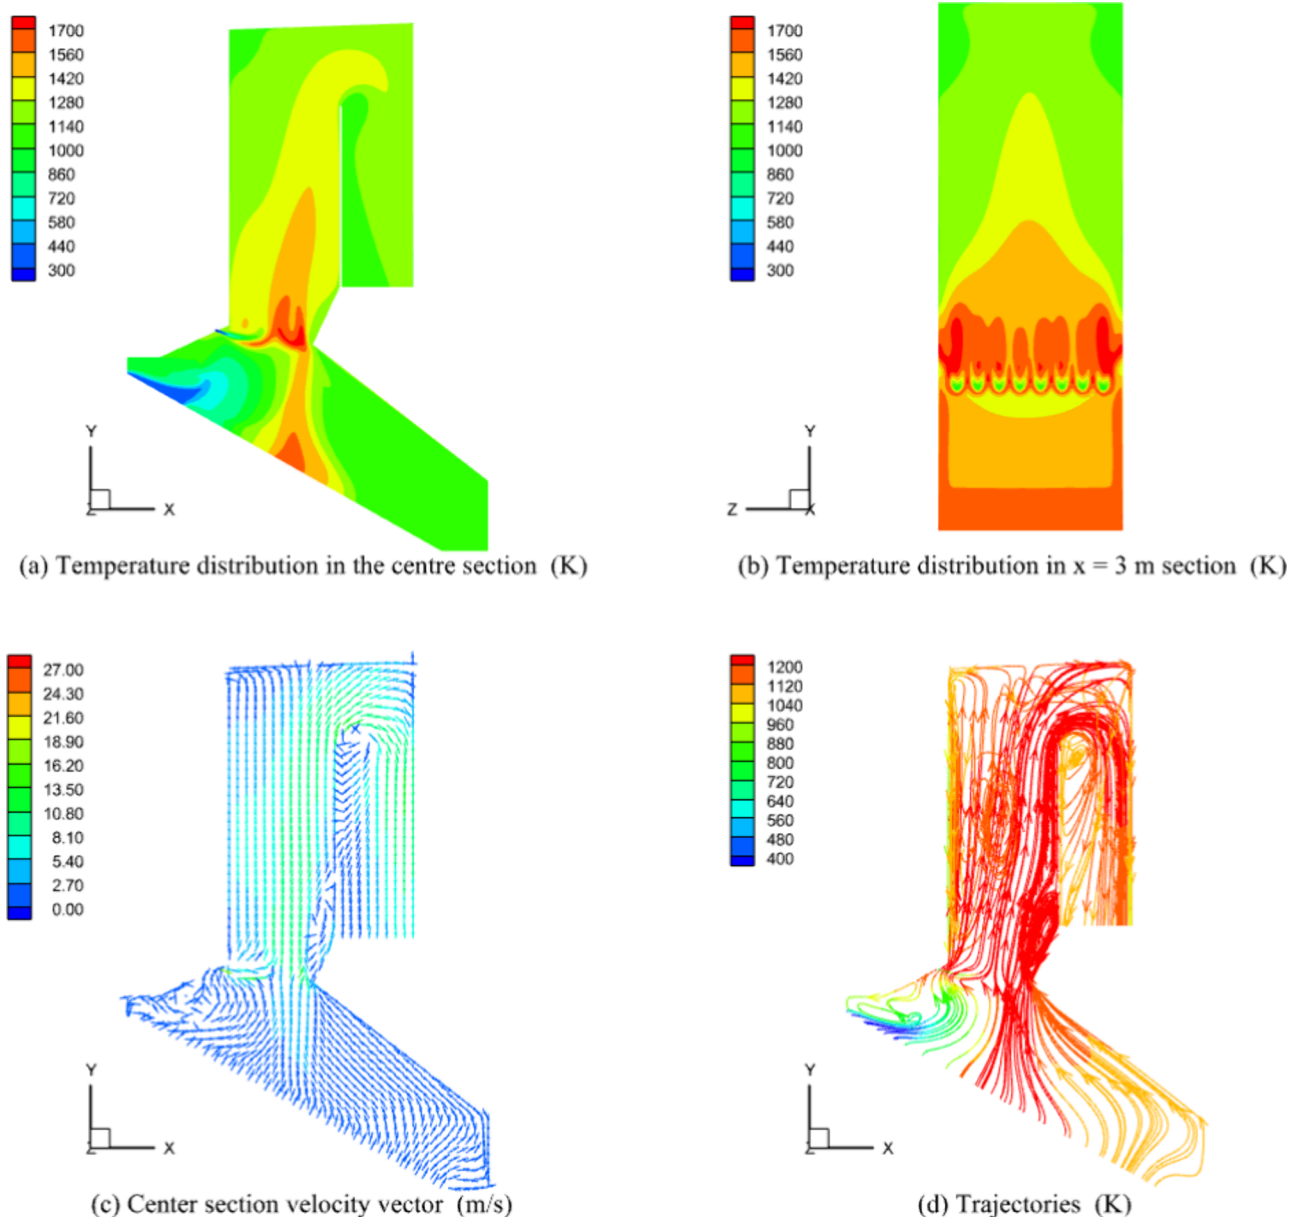 1700
1560
1420
1280
1140
1000
860
720
580
440
300
Y
Z
X
(a) Temperature distribution in the centre section (K)
1700
1560
1420
1280
1140
1000
860
720
580
440
300
Y
Z
X
(b) Temperature distribution in x = 3 m section (K)
27.00
24.30
21.60
18.90
16.20
13.50
10.80
8.10
5.40
2.70
0.00
Y
Z
X
(c) Center section velocity vector (m/s)
1200
1120
1040
960
880
800
720
640
560
480
400
Y
Z
X
(d) Trajectories (K)